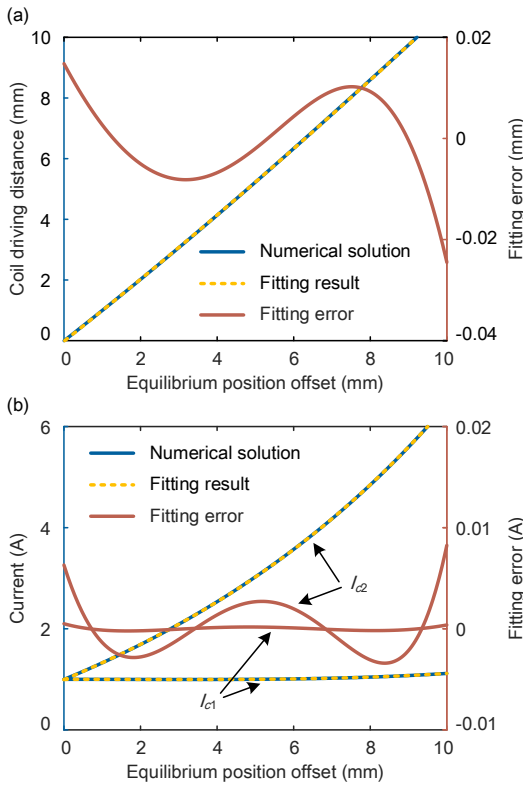 (a)
10
8
6
4
2
0
Coil driving distance (mm)
0.02
0
-0.02
-0.04
Fitting error (mm)
Numerical solution
Fitting result
Fitting error
0 2 4 6 8 10
Equilibrium position offset (mm)
(b)
6
4
2
0
Current (A)
0.02
0.01
0
-0.01
Fitting error (A)
Numerical solution
Fitting result
Fitting error
Ic2
Ic1
0 2 4 6 8 10
Equilibrium position offset (mm)